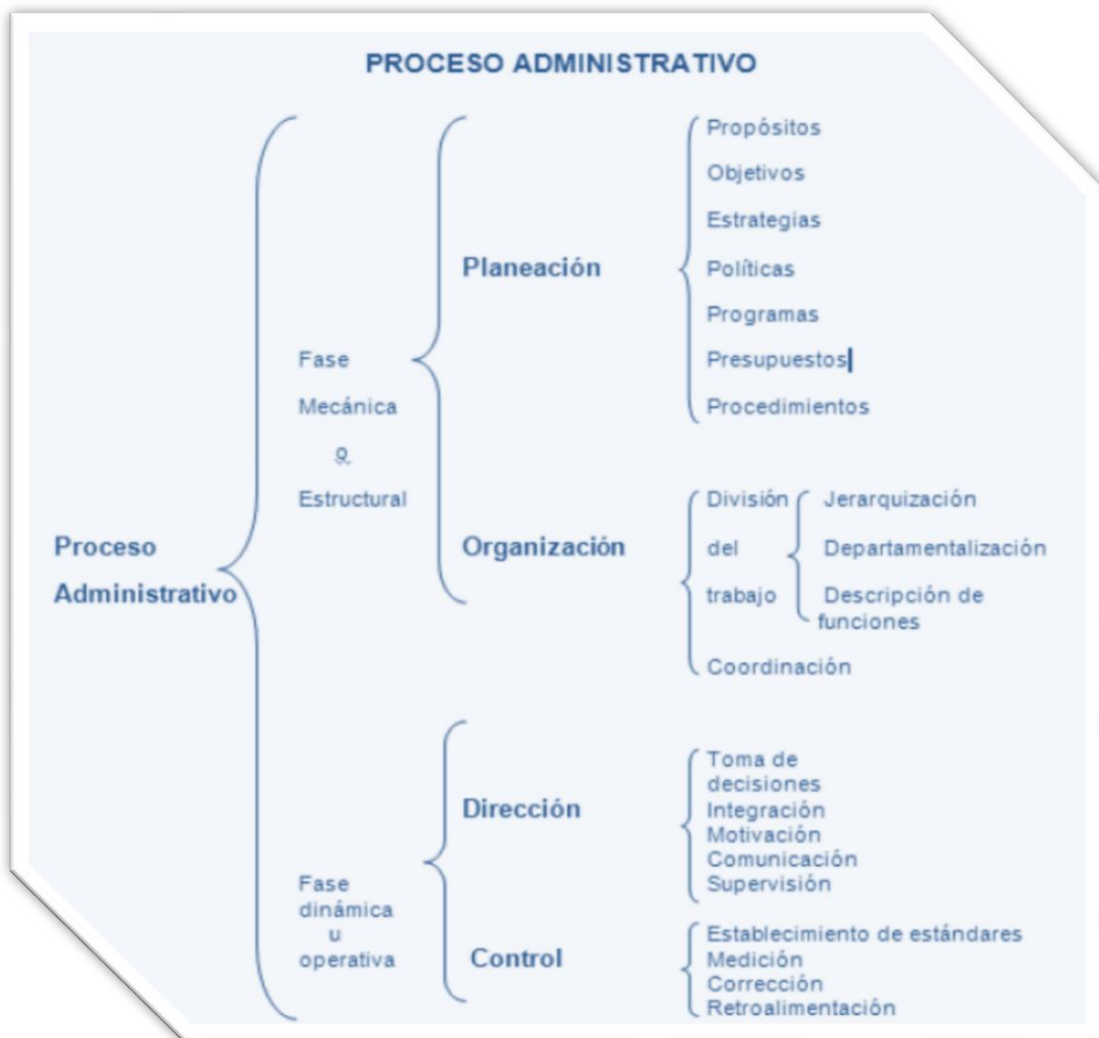 PROCESO ADMINISTRATIVO
Proceso
Administrativo
Fase
Mecánica
o
Estructural
Planeación
Propósitos
Objetivos
Estrategias
Políticas
Programas
Presupuestos
Procedimientos
Organización
División
del
trabajo
Jerarquización
Departamentalización
Descripción de
funciones
Coordinación
Fase
dinámica
u
operativa
Dirección
Toma de
decisiones
Integración
Motivación
Comunicación
Supervisión
Control
Establecimiento de estándares
Medición
Corrección
Retroalimentación